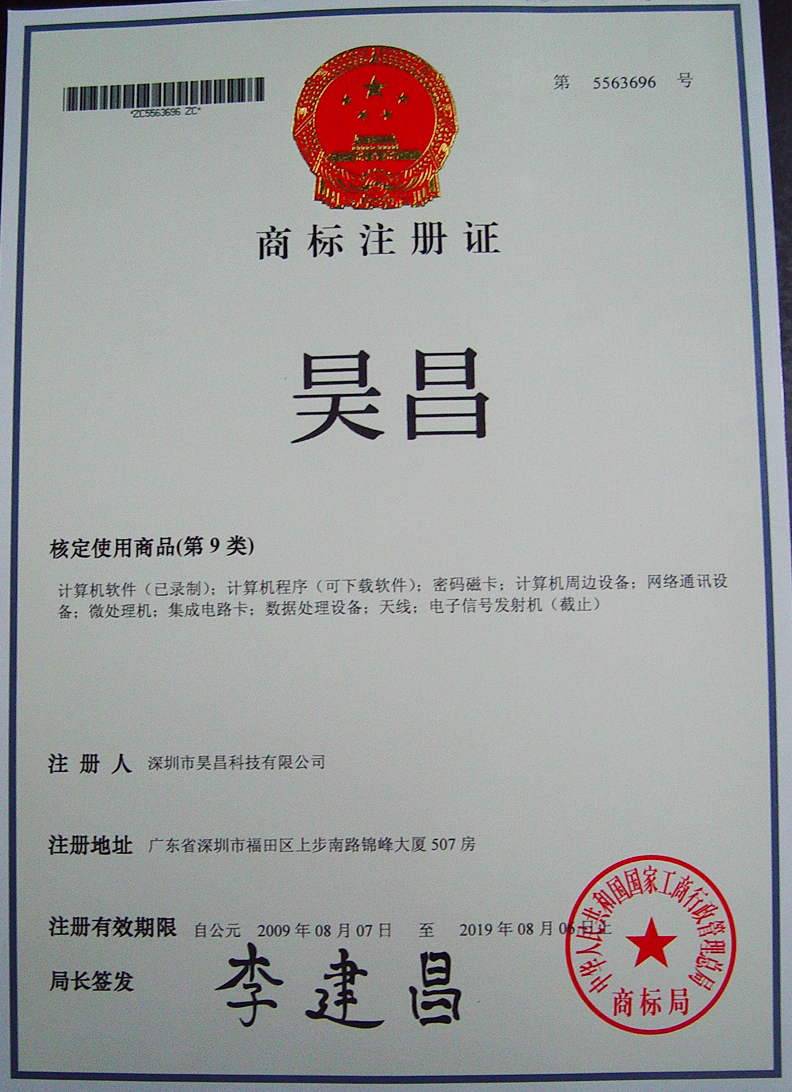 第 5563696 号
*ZC5563696 ZC*
商标注册证
昊昌
核定使用商品(第 9 类)
计算机软件（已录制）；计算机程序（可下载软件）；密码磁卡；计算机周边设备；网络通讯设
备；微处理机；集成电路卡；数据处理设备；天线；电子信号发射机（截止）
注册人 深圳市昊昌科技有限公司
注册地址 广东省深圳市福田区上步南路锦峰大厦 507 房
注册有效期限 自公元 2009 年 08 月 07 日 至 2019 年 08 月 06 日止
局长签发 李建昌
中华人民共和国国家工商行政管理总局
商标局